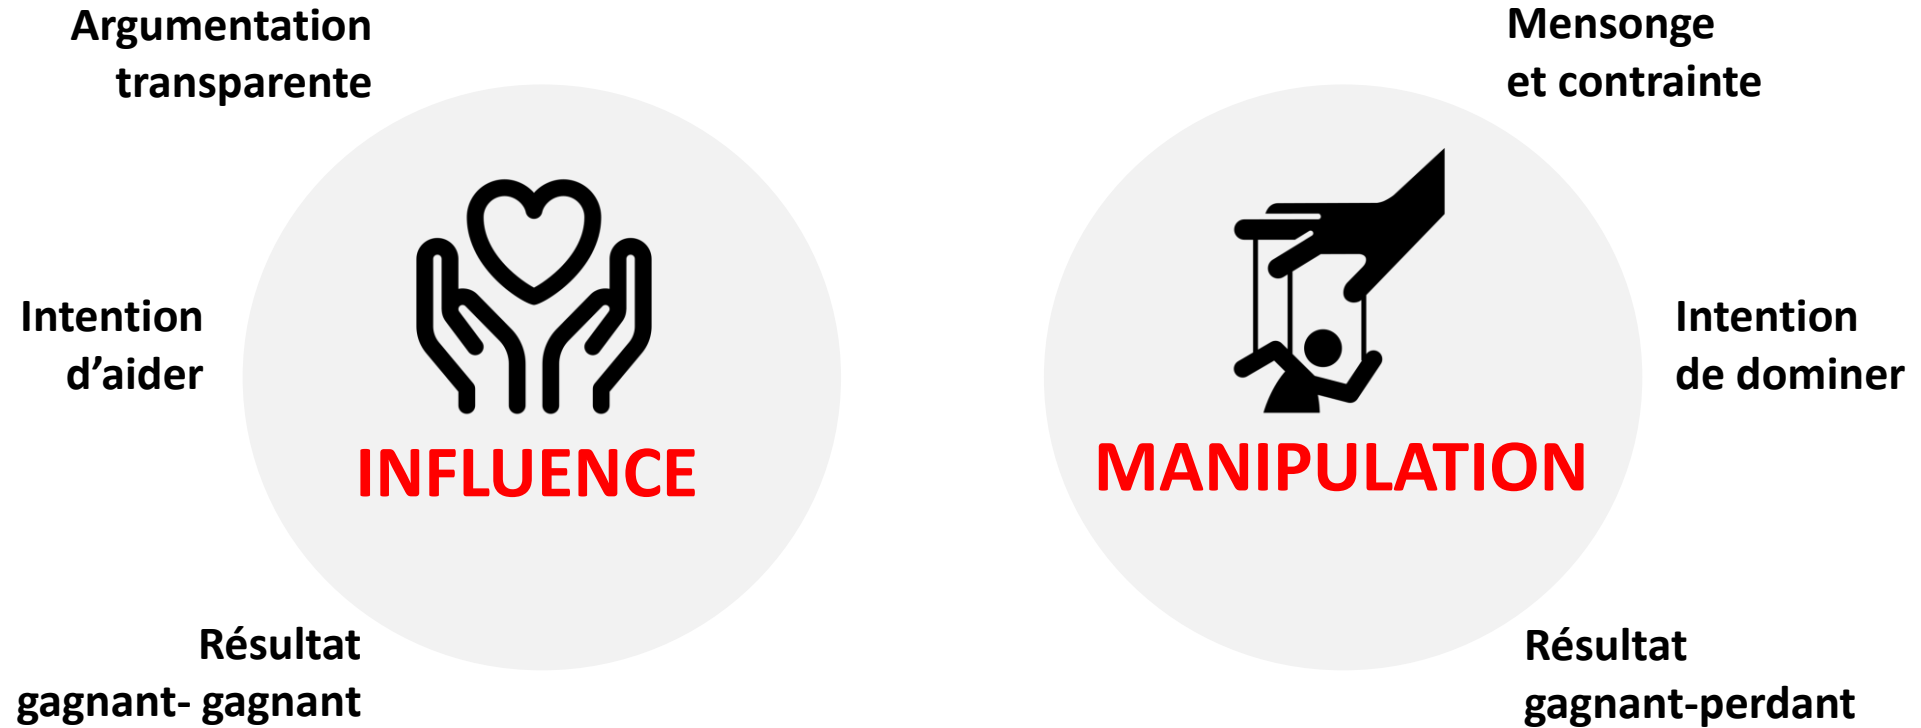 Argumentation
transparente
Intention
d’aider
INFLUENCE
Résultat
gagnant- gagnant
Mensonge
et contrainte
Intention
de dominer
MANIPULATION
Résultat
gagnant-perdant